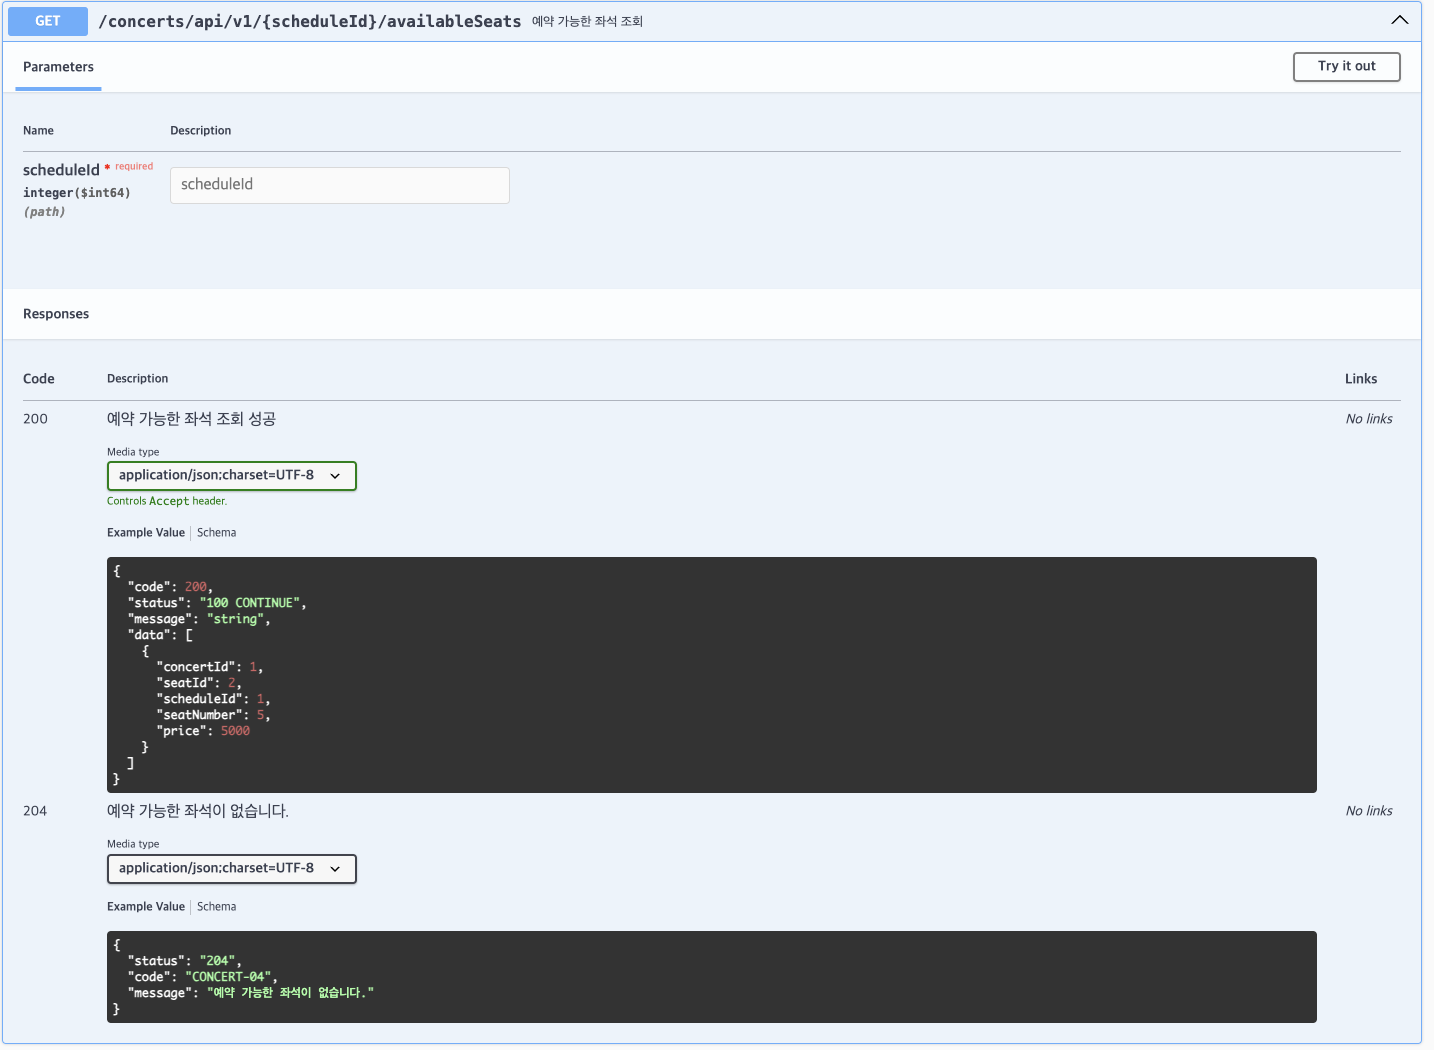 GET /concerts/api/v1/{scheduleId}/availableSeats 예약 가능한 좌석 조회
Parameters
Try it out
Name Description
scheduleId * required
integer($int64)
(path)
scheduleId
Responses
Code Description Links
200 예약 가능한 좌석 조회 성공 No links
Media type
application/json;charset=UTF-8
Controls Accept header.
Example Value Schema
{
"code": 200,
"status": "100 CONTINUE",
"message": "string",
"data": [
{
"concertId": 1,
"seatId": 2,
"scheduleId": 1,
"seatNumber": 5,
"price": 5000
}
]
}
204 예약 가능한 좌석이 없습니다. No links
Media type
application/json;charset=UTF-8
Example Value Schema
{
"status": "204",
"code": "CONCERT-04",
"message": "예약 가능한 좌석이 없습니다."
}